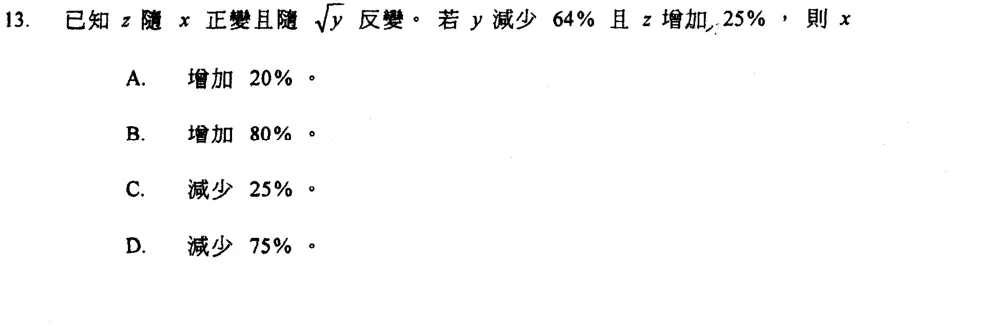 13. 已知 z 隨 x 正變且隨 √y 反變。若 y 減少 64% 且 z 增加 25%，則 x
A. 增加 20%。
B. 增加 80%。
C. 減少 25%。
D. 減少 75%。